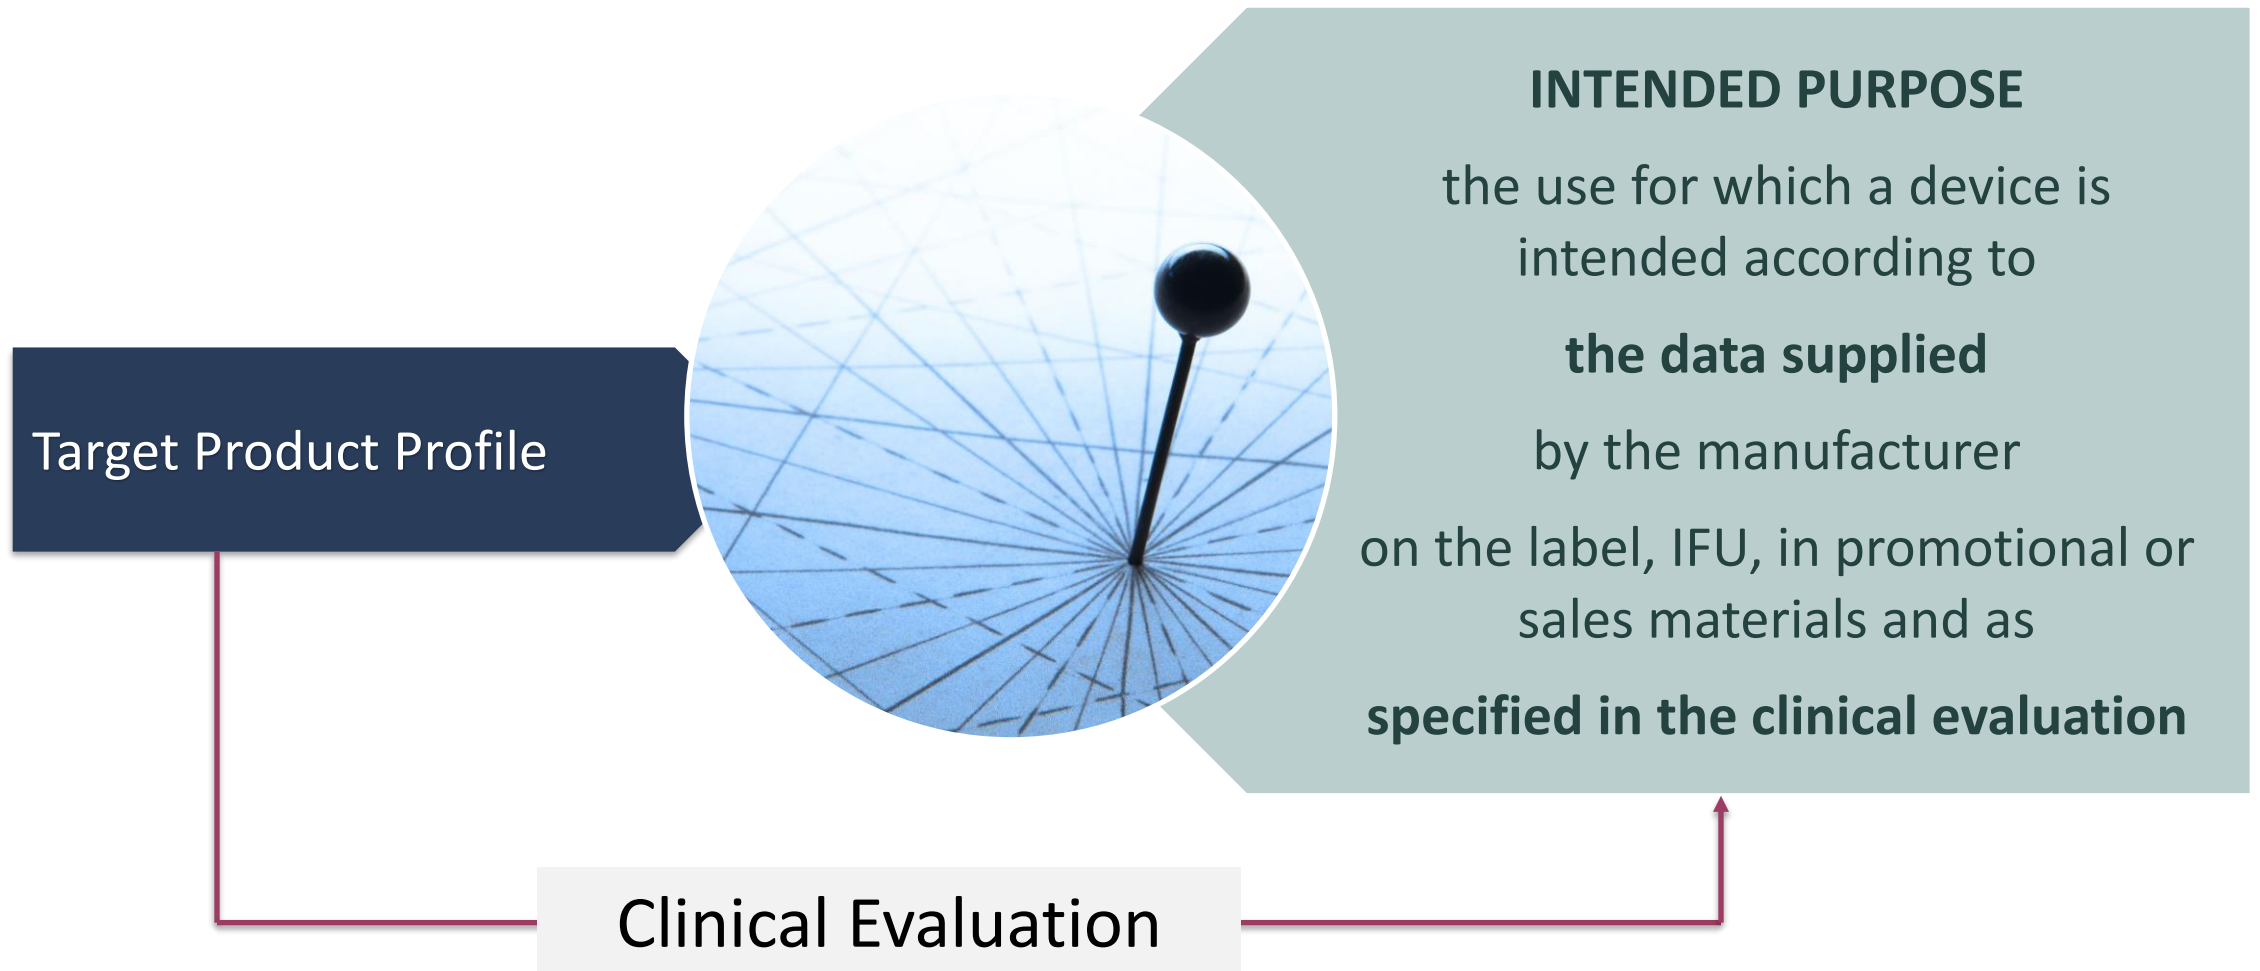 INTENDED PURPOSE
the use for which a device is
intended according to
the data supplied
by the manufacturer
on the label, IFU, in promotional or
sales materials and as
specified in the clinical evaluation
Target Product Profile
Clinical Evaluation